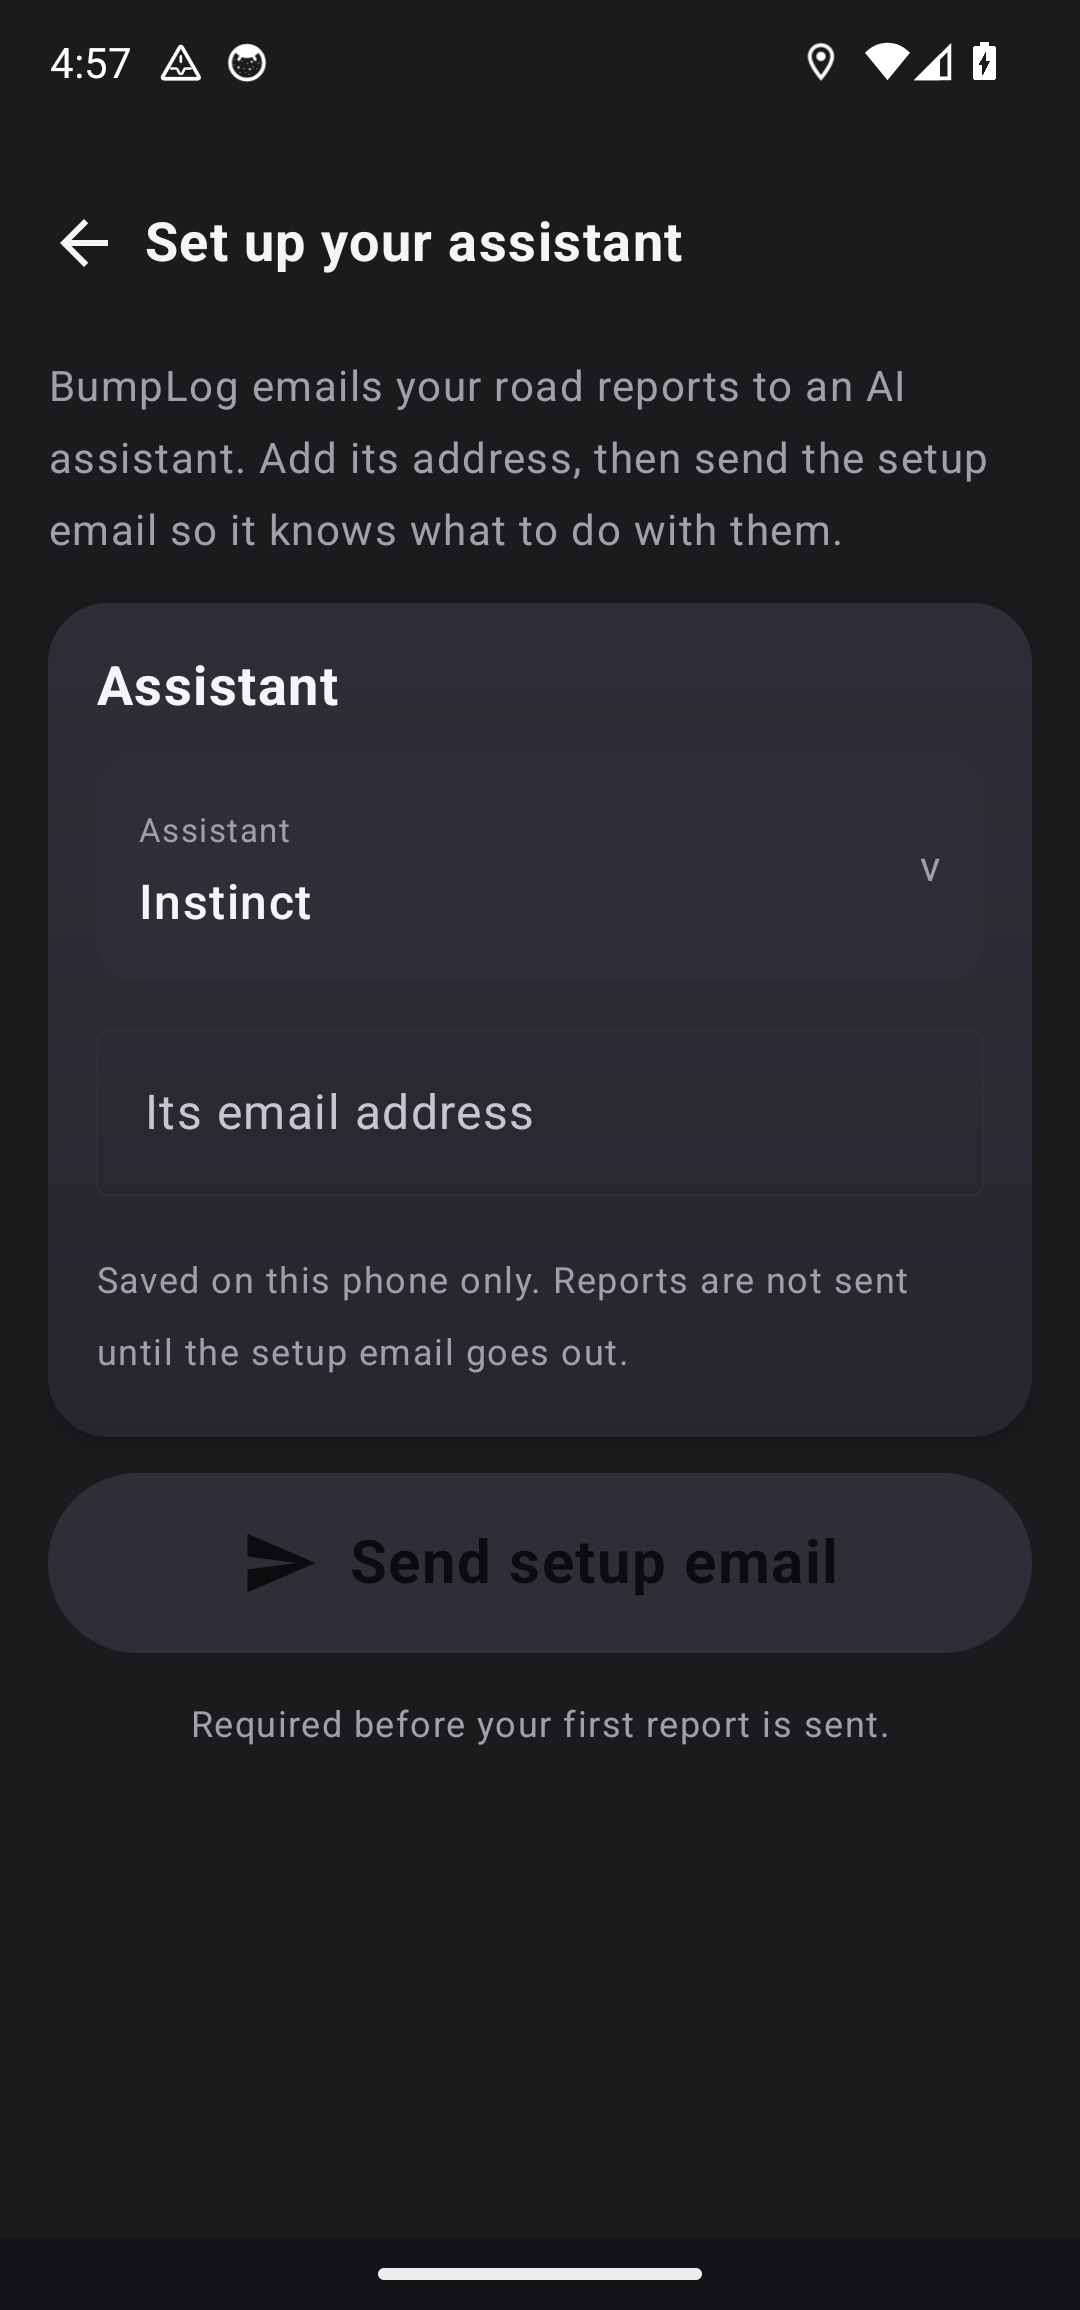 4:57
Set up your assistant
BumpLog emails your road reports to an AI
assistant. Add its address, then send the setup
email so it knows what to do with them.
Assistant
Assistant
Instinct
v
Its email address
Saved on this phone only. Reports are not sent
until the setup email goes out.
Send setup email
Required before your first report is sent.